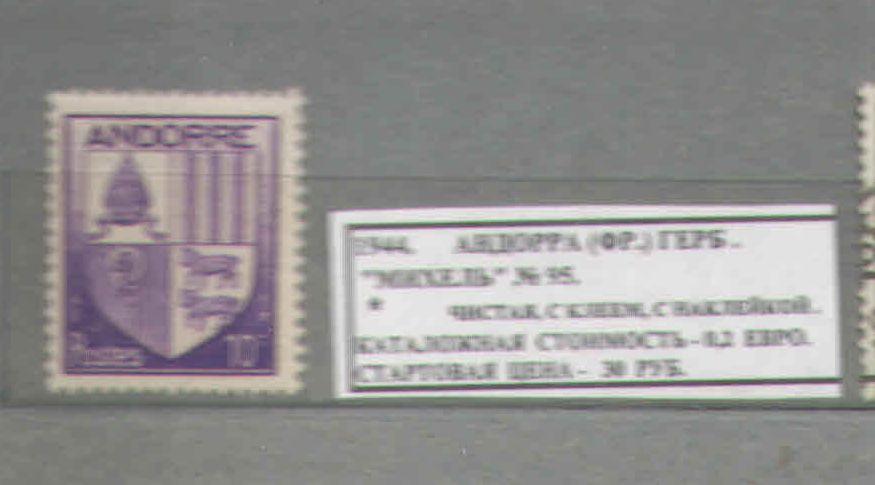 ANDORRE
POSTES 10
1944. АНДОРРА (ФР.) ГЕРБ.
"МИХЕЛЬ" № 95.
* ЧИСТАЯ, С КЛЕЕМ, С НАКЛЕЙКОЙ.
КАТАЛОЖНАЯ СТОИМОСТЬ - 0,2 ЕВРО.
СТАРТОВАЯ ЦЕНА - 30 РУБ.